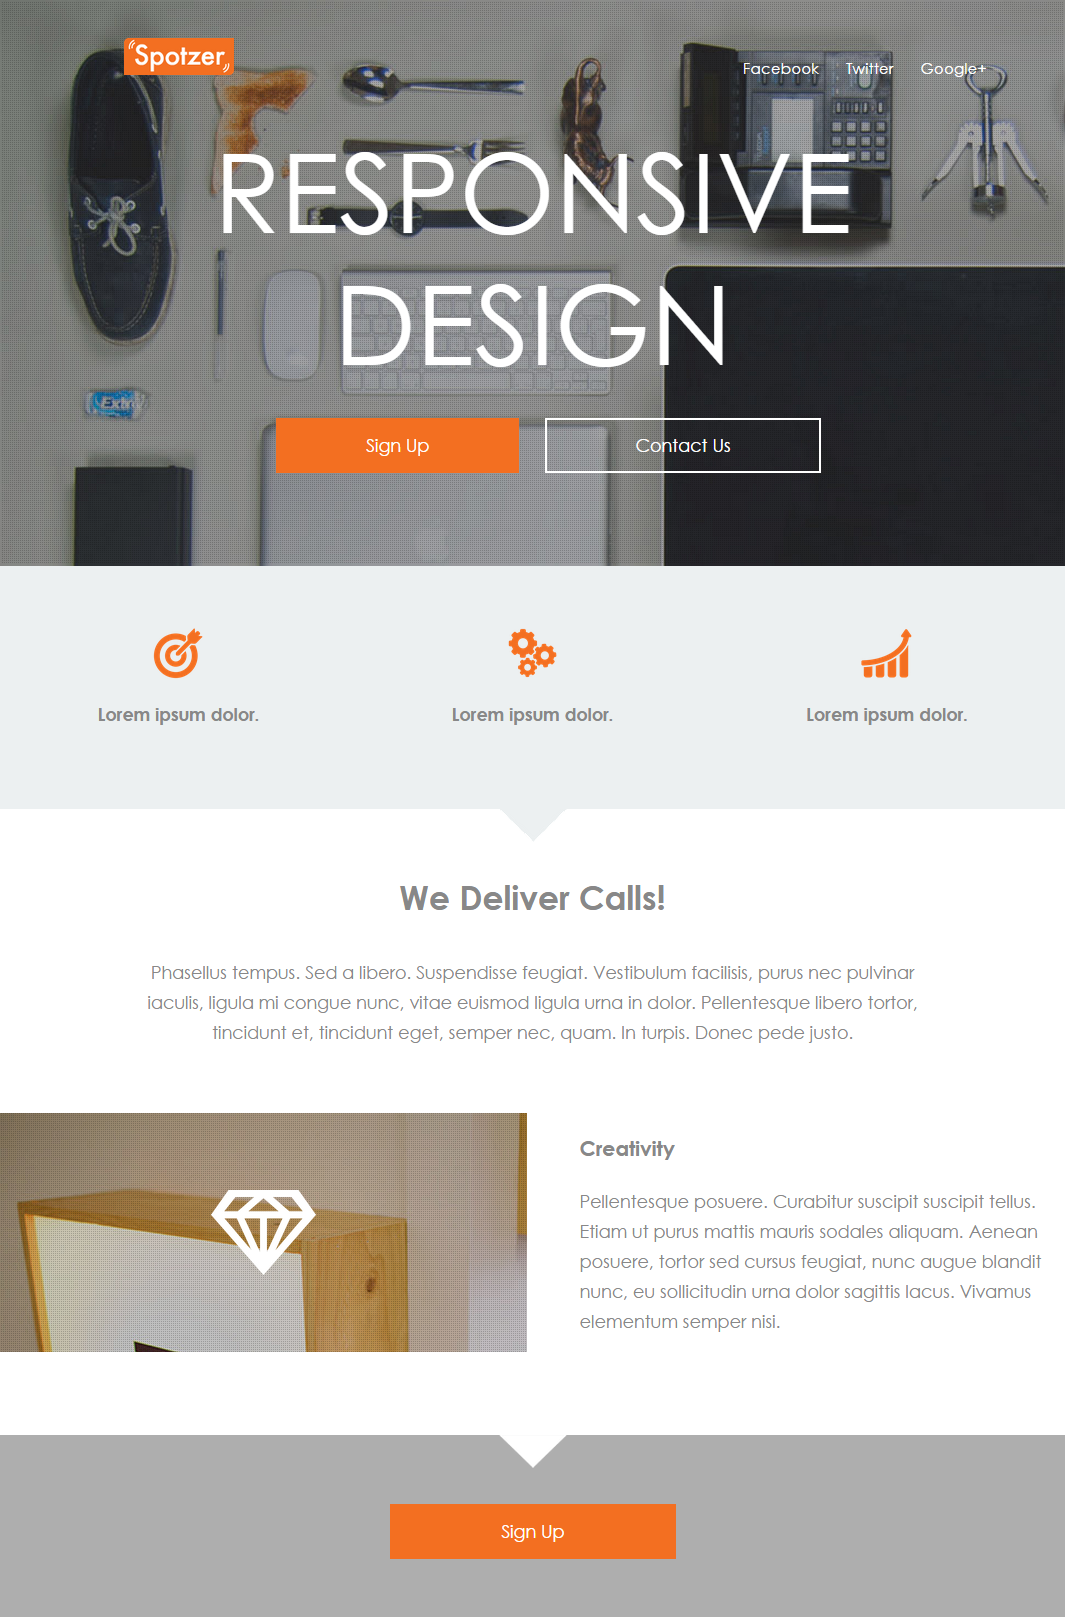 Spotzer
Facebook Twitter Google+
RESPONSIVE
DESIGN
Extra
Sign Up Contact Us
Lorem ipsum dolor. Lorem ipsum dolor. Lorem ipsum dolor.
We Deliver Calls!
Phasellus tempus. Sed a libero. Suspendisse feugiat. Vestibulum facilisis, purus nec pulvinar
iaculis, ligula mi congue nunc, vitae euismod ligula urna in dolor. Pellentesque libero tortor,
tincidunt et, tincidunt eget, semper nec, quam. In turpis. Donec pede justo.
Creativity
Pellentesque posuere. Curabitur suscipit suscipit tellus.
Etiam ut purus mattis mauris sodales aliquam. Aenean
posuere, tortor sed cursus feugiat, nunc augue blandit
nunc, eu sollicitudin urna dolor sagittis lacus. Vivamus
elementum semper nisi.
Sign Up